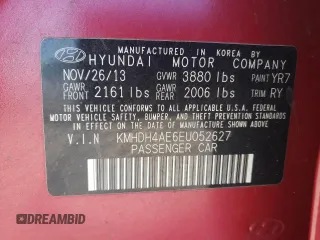 MANUFACTURED IN KOREA BY
HYUNDAI MOTOR COMPANY
NOV/26/13 GVWR 3880 lbs PAINT YR7
GAWR FRONT 2161 lbs GAWR REAR 2006 lbs TRIM RY
THIS VEHICLE CONFORMS TO ALL APPLICABLE U.S.A. FEDERAL
MOTOR VEHICLE SAFETY, BUMPER, AND THEFT PREVENTION
STANDARDS IN EFFECT ON THE DATE OF MANUFACTURE SHOWN ABOVE.
V.I.N KMHDH4AE6EU052627
PASSENGER CAR